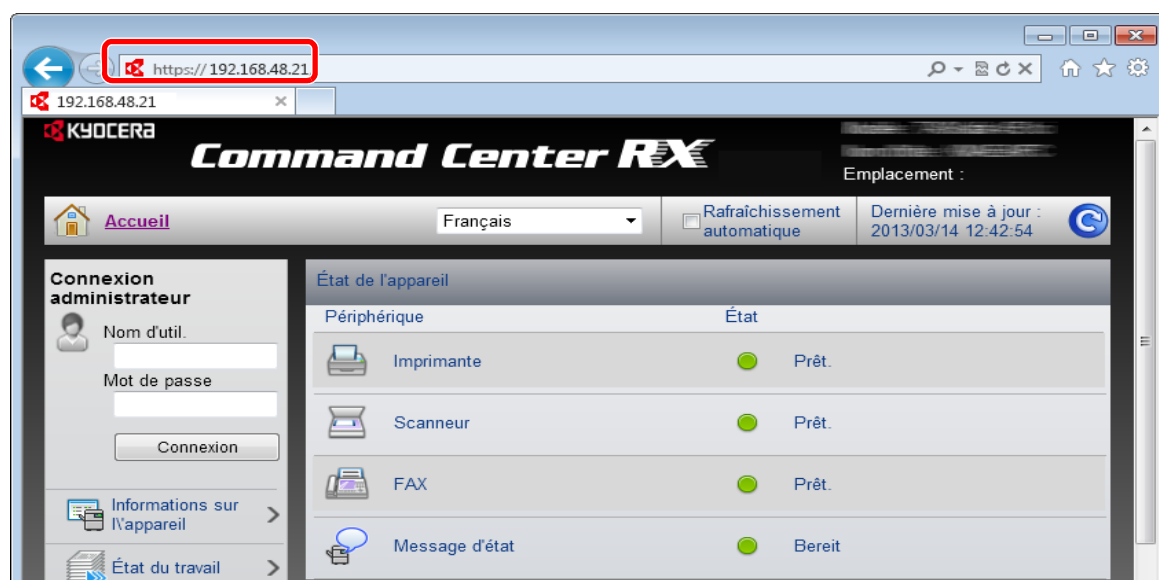 https://192.168.48.21
192.168.48.21
KYOCERA
Command Center RX
Emplacement :
Accueil
Français
Rafraîchissement
automatique
Dernière mise à jour :
2013/03/14 12:42:54
Connexion
administrateur
Nom d'util.
Mot de passe
Connexion
Informations sur
l\'appareil
État du travail
État de l'appareil
Périphérique État
Imprimante Prêt.
Scanneur Prêt.
FAX Prêt.
Message d'état Bereit